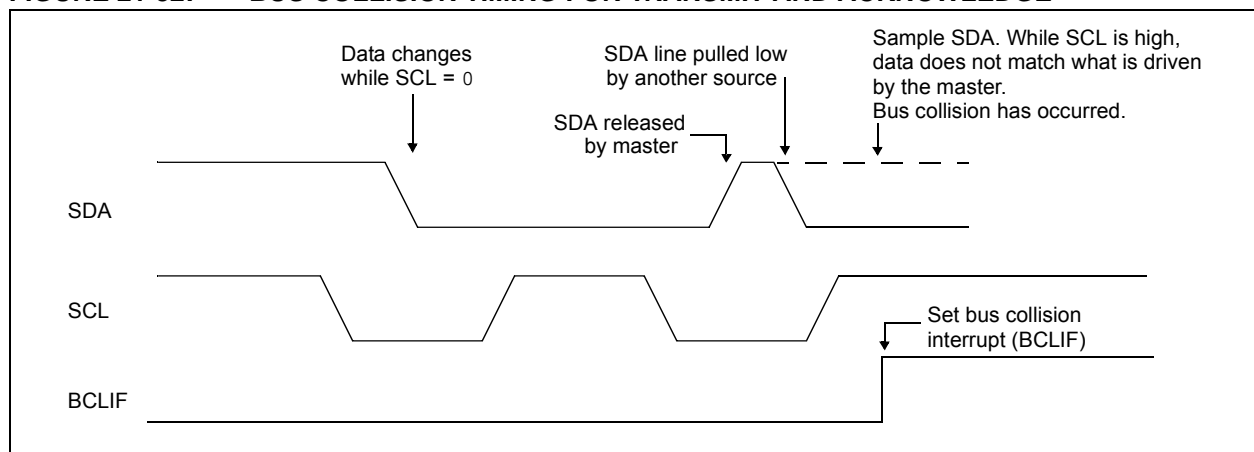 FIGURE BUS COLLISION TIMING FOR TRANSMIT AND ACKNOWLEDGE
Data changes
while SCL = 0
SDA line pulled low
by another source
Sample SDA. While SCL is high,
data does not match what is driven
by the master.
Bus collision has occurred.
SDA released
by master
SDA
SCL
Set bus collision
interrupt (BCLIF)
BCLIF